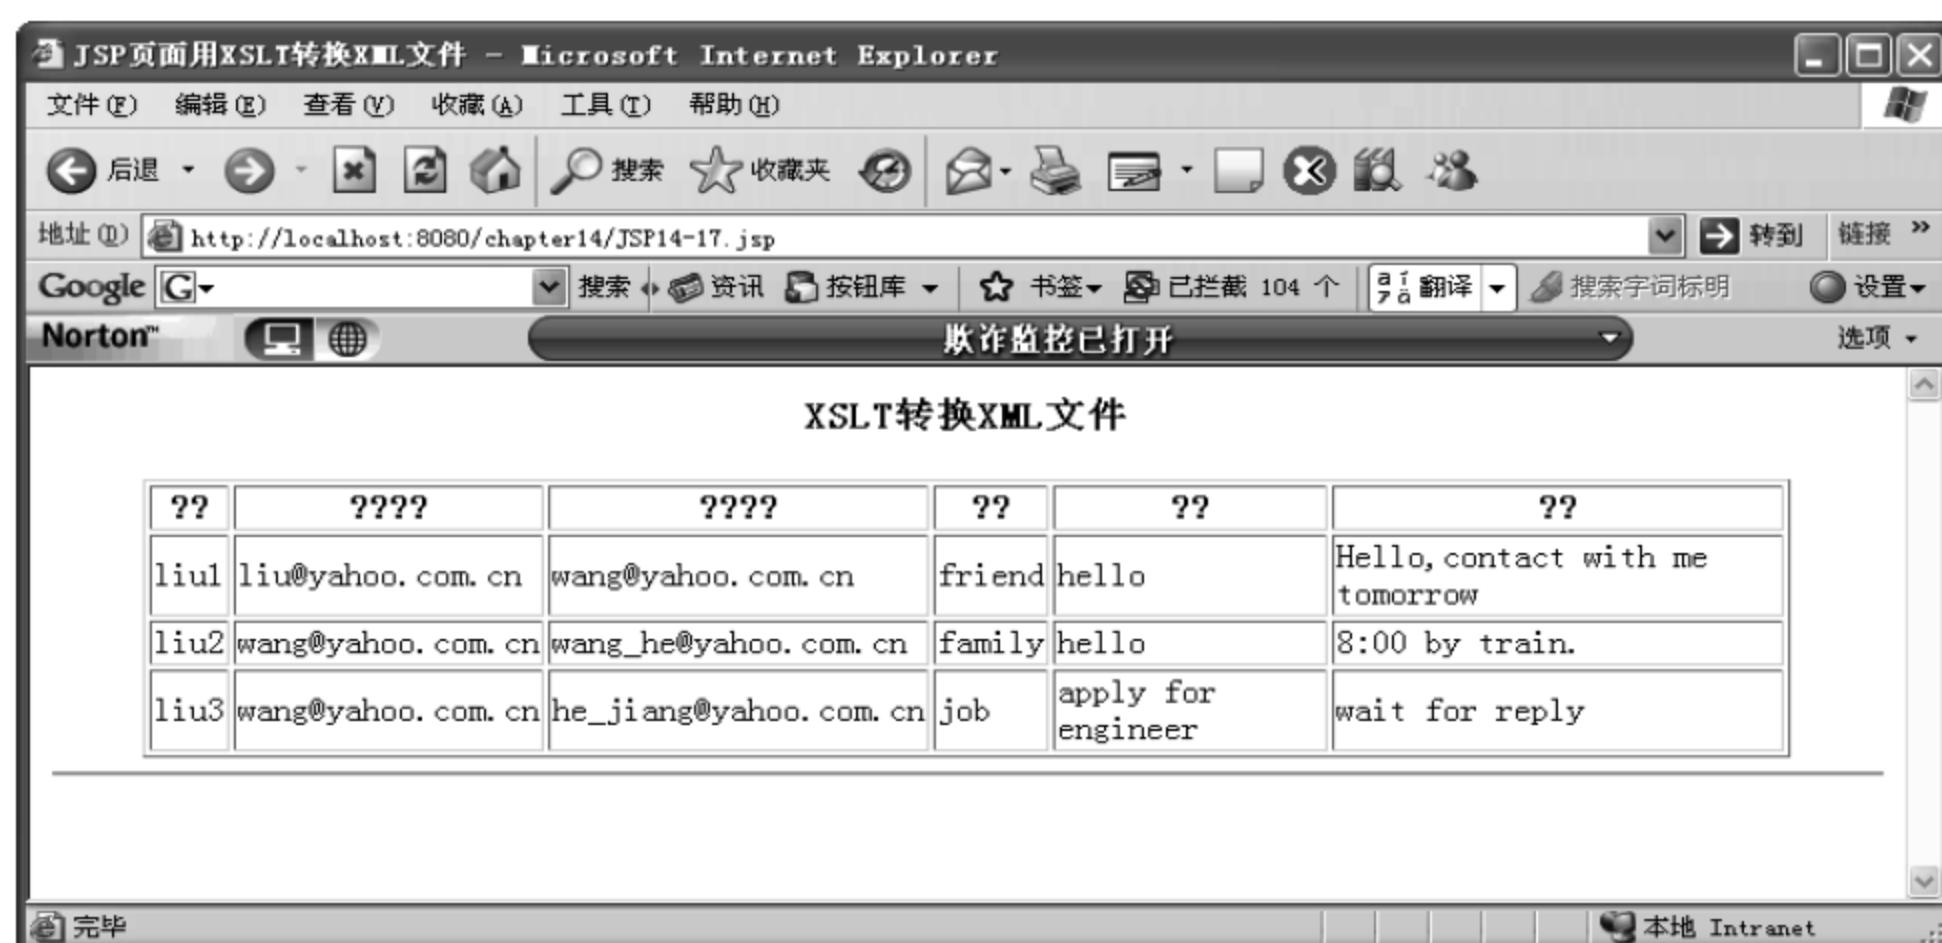 JSP页面用XSLT转换XML文件 - Microsoft Internet Explorer
文件(F) 编辑(E) 查看(V) 收藏(A) 工具(T) 帮助(H)
后退 搜索 收藏夹
地址(D) http://localhost:8080/chapter14/JSP14-17.jsp 转到 链接 »
Google G 搜索 资讯 按钮库 书签 已拦截 104 个 翻译 搜索字词标明 设置
Norton™ 欺诈监控已打开 选项
XSLT转换XML文件
?? ???? ???? ?? ?? ??
liu1 liu@yahoo.com.cn wang@yahoo.com.cn friend hello Hello,contact with me
tomorrow
liu2 wang@yahoo.com.cn wang_he@yahoo.com.cn family hello 8:00 by train.
liu3 wang@yahoo.com.cn he_jiang@yahoo.com.cn job apply for
engineer wait for reply
完毕 本地 Intranet